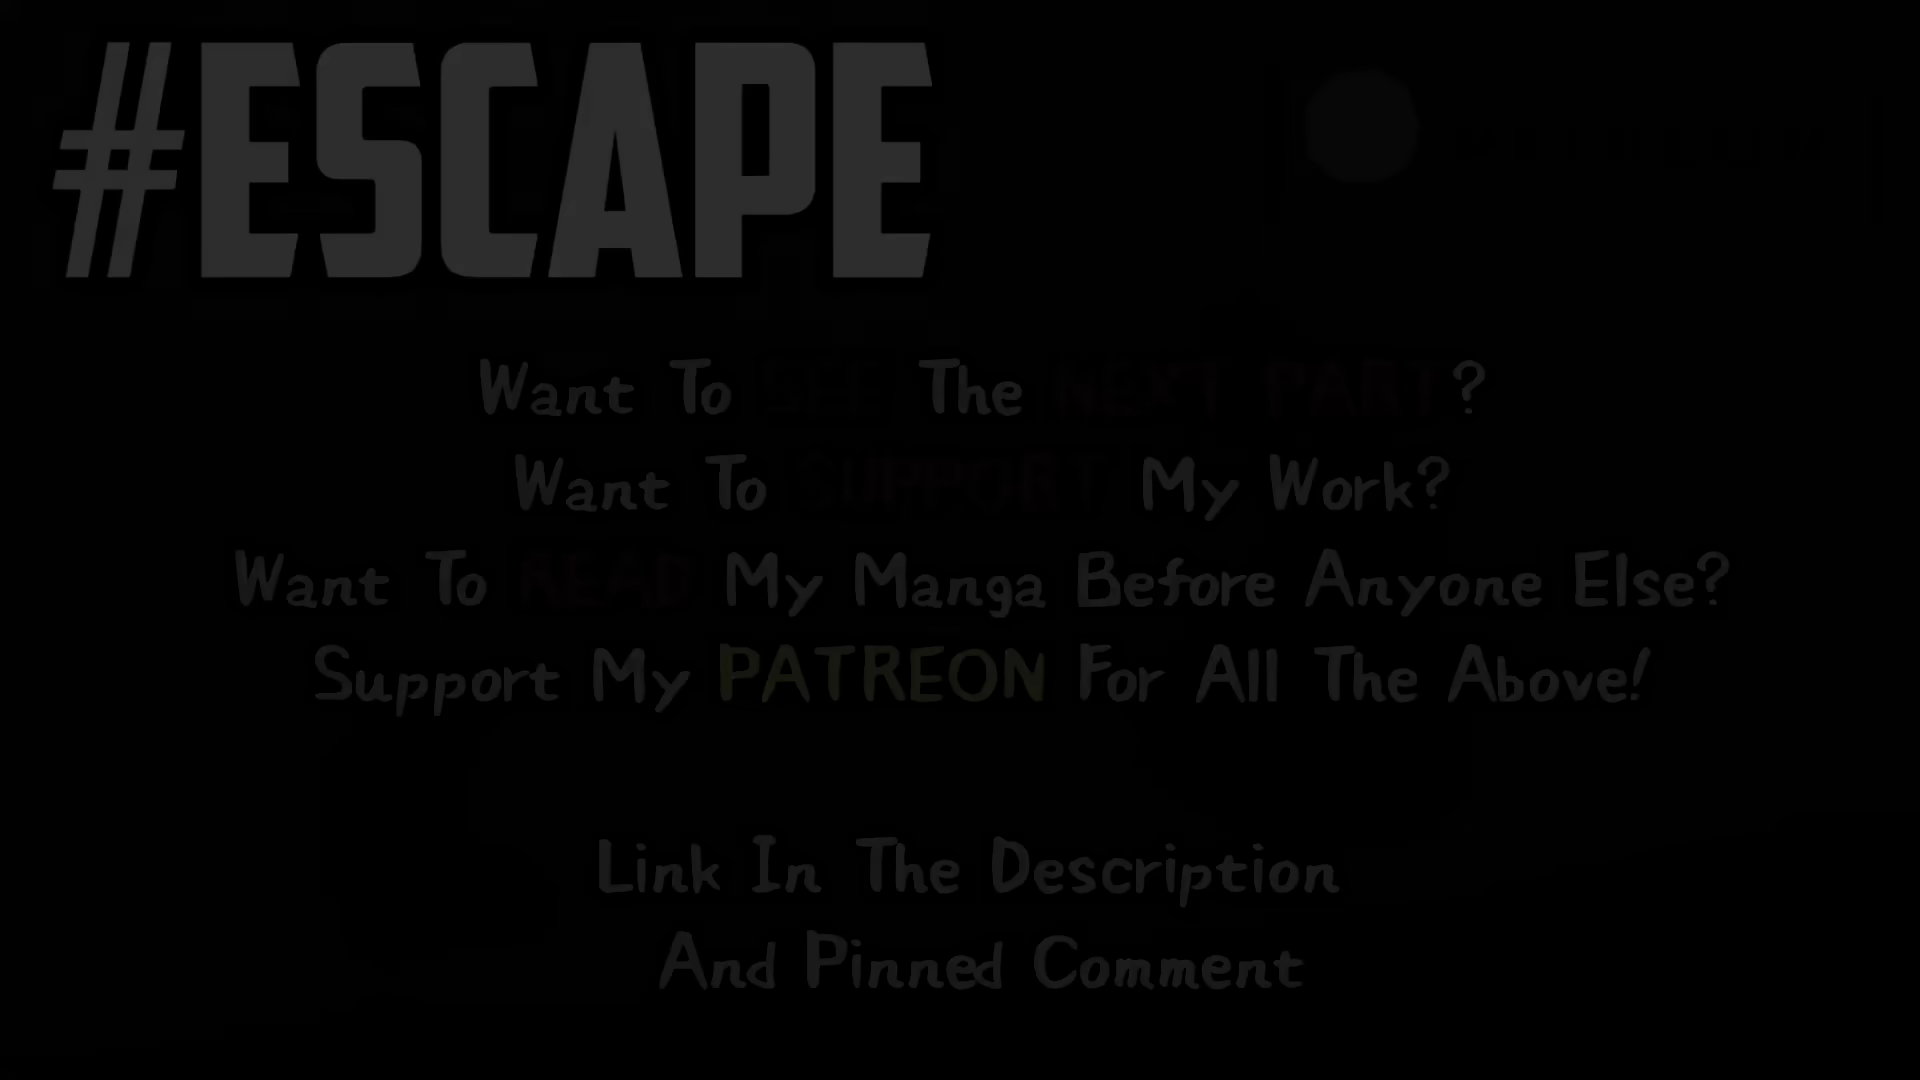 #ESCAPE
Want To SEE The NEXT PART?
Want To SUPPORT My Work?
Want To READ My Manga Before Anyone Else?
Support My PATREON For All The Above!
Link In The Description
And Pinned Comment